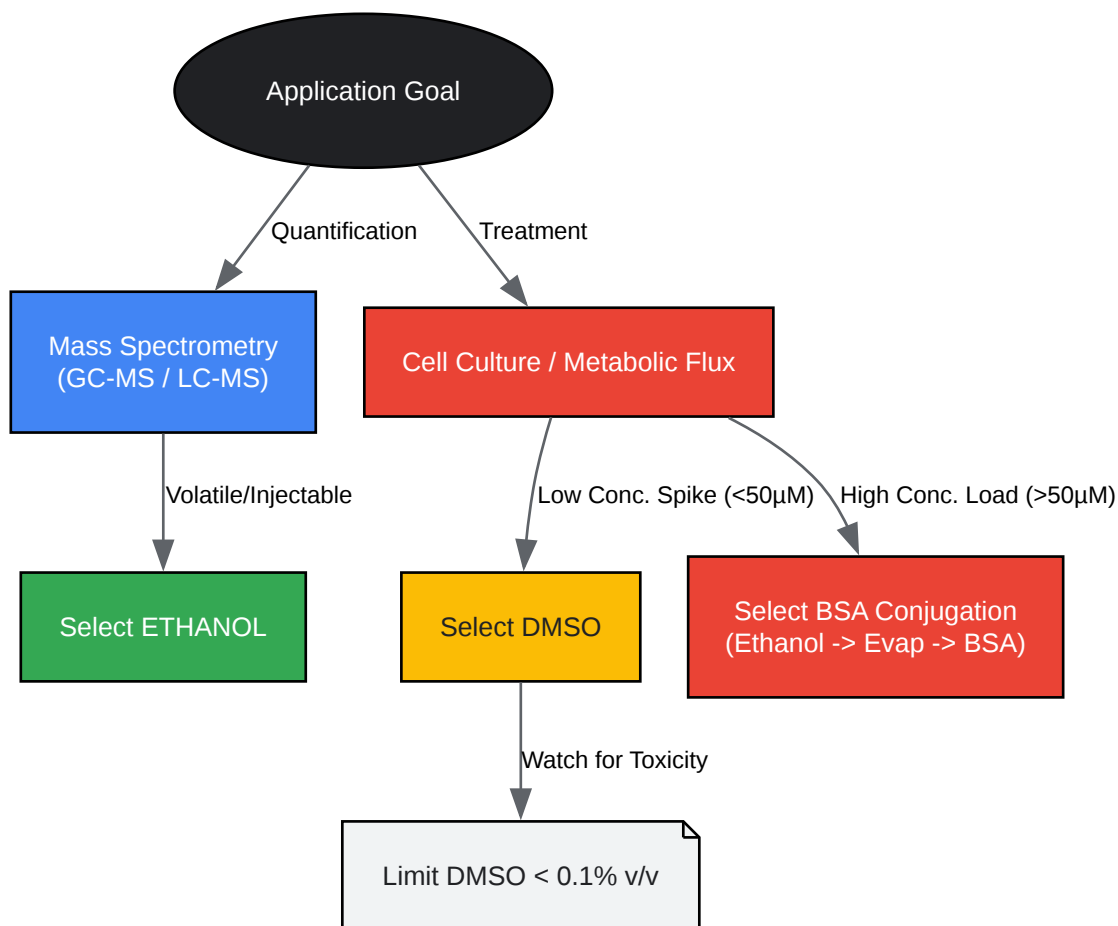 Application Goal
Quantification
Treatment
Mass Spectrometry
(GC-MS / LC-MS)
Cell Culture / Metabolic Flux
Volatile/Injectable
Low Conc. Spike (<50µM)
High Conc. Load (>50µM)
Select ETHANOL
Select DMSO
Select BSA Conjugation
(Ethanol -> Evap -> BSA)
Watch for Toxicity
Limit DMSO < 0.1% v/v